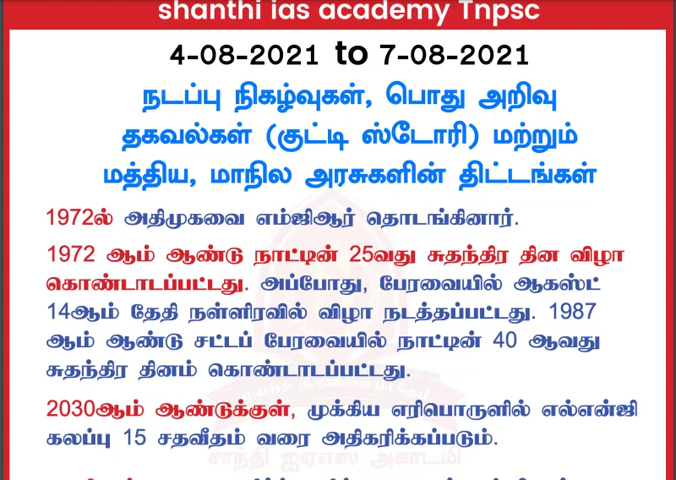 shanthi ias academy Tnpsc
4-08-2021 to 7-08-2021
நடப்பு நிகழ்வுகள், பொது அறிவு
தகவல்கள் (குட்டி ஸ்டோரி) மற்றும்
மத்திய, மாநில அரசுகளின் திட்டங்கள்
1972ல் அதிமுகவை எம்ஜிஆர் தொடங்கினார்.
1972 ஆம் ஆண்டு நாட்டின் 25வது சுதந்திர தின விழா
கொண்டாடப்பட்டது. அப்போது, பேரவையில் ஆகஸ்ட்
14ஆம் தேதி நள்ளிரவில் விழா நடத்தப்பட்டது. 1987
ஆம் ஆண்டு சட்டப் பேரவையில் நாட்டின் 40 ஆவது
சுதந்திர தினம் கொண்டாடப்பட்டது.
2030ஆம் ஆண்டுக்குள், முக்கிய எரிபொருளில் எல்என்ஜி
கலப்பு 15 சதவீதம் வரை அதிகரிக்கப்படும்.
சாந்தி ஐஏஎஸ் அகாடமி